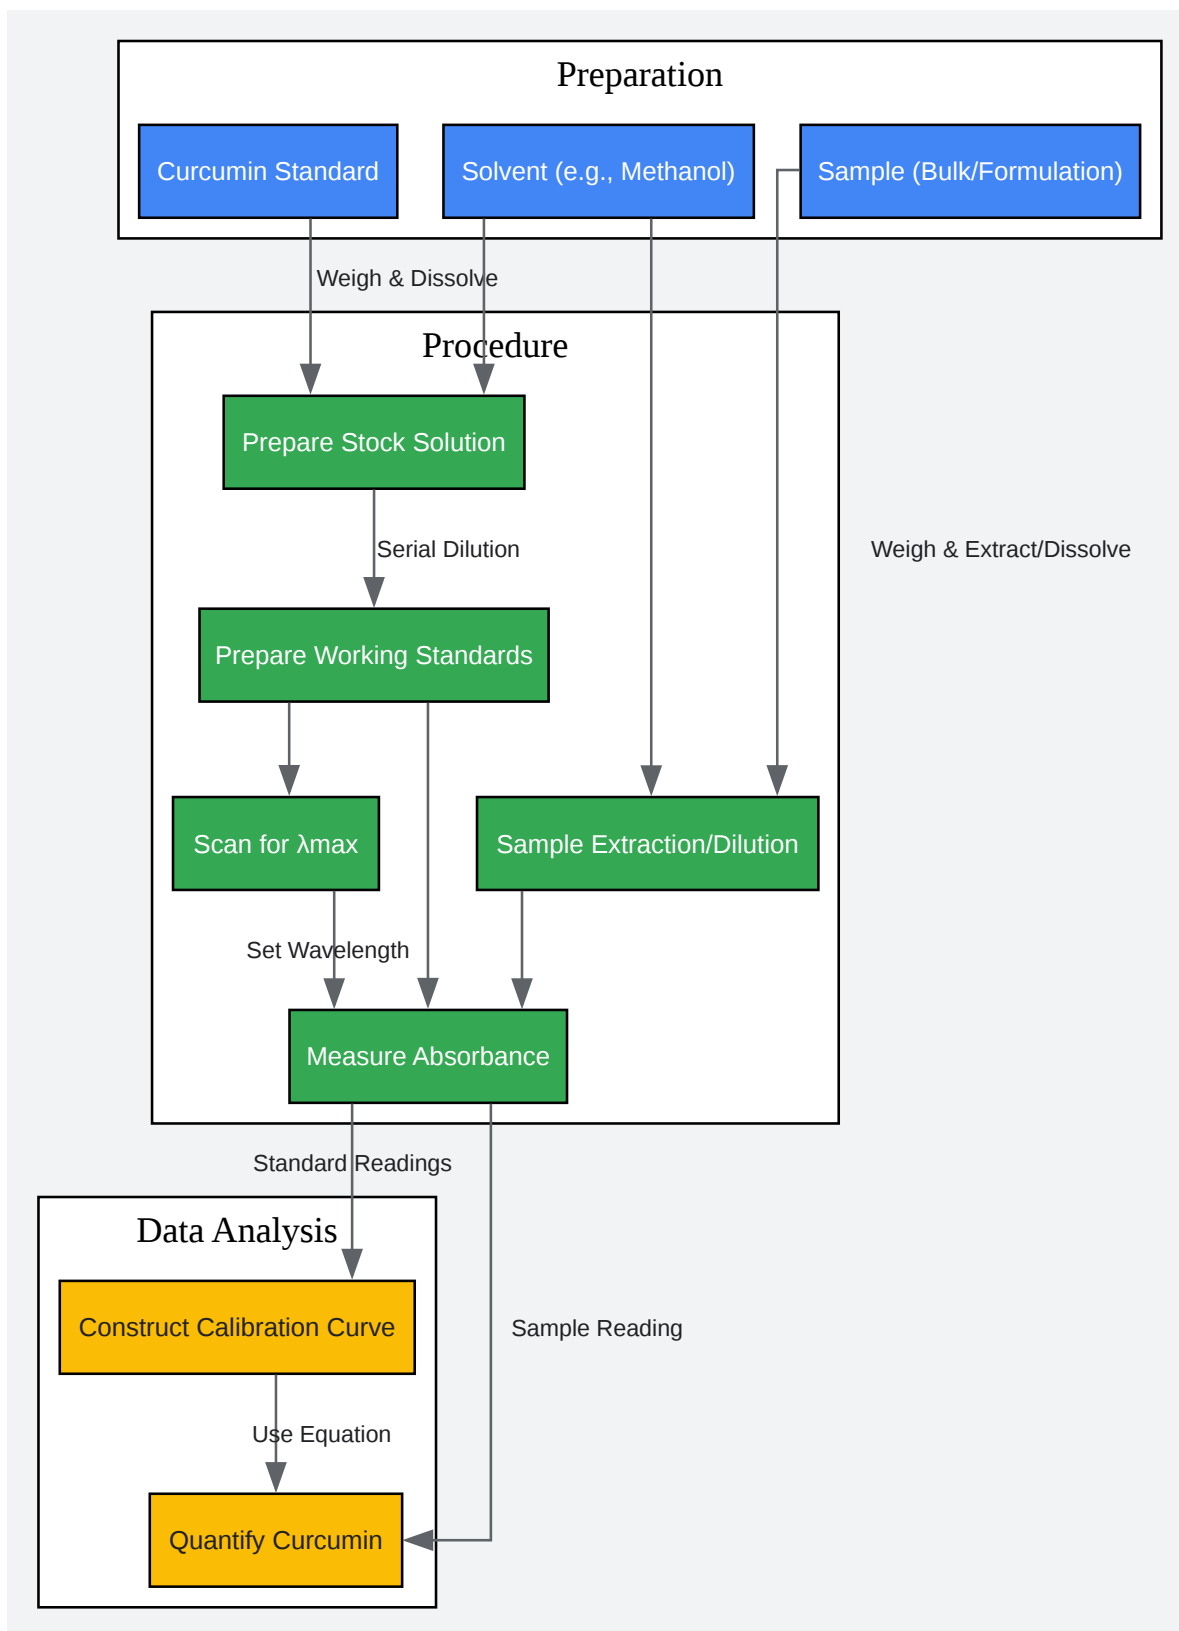 Preparation
Curcumin Standard
Solvent (e.g., Methanol)
Sample (Bulk/Formulation)
Weigh & Dissolve
Procedure
Prepare Stock Solution
Serial Dilution
Weigh & Extract/Dissolve
Prepare Working Standards
Scan for λmax
Sample Extraction/Dilution
Set Wavelength
Measure Absorbance
Standard Readings
Data Analysis
Construct Calibration Curve
Sample Reading
Use Equation
Quantify Curcumin